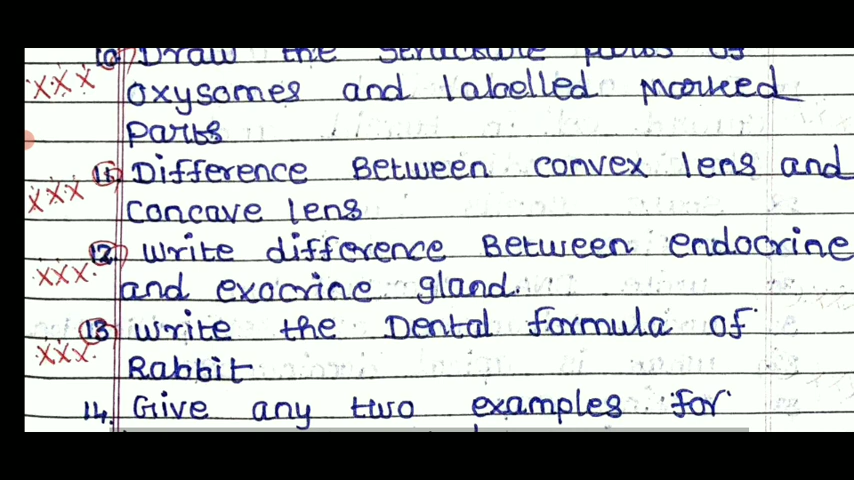 10) Draw the structure parts of
xxx oxysomes and labelled marked
parts
xxx 11) Difference Between convex lens and
concave lens
12) Write difference Between endocrine
xxx and exocrine gland.
13) Write the Dental formula of
xxx Rabbit
14. Give any two examples for